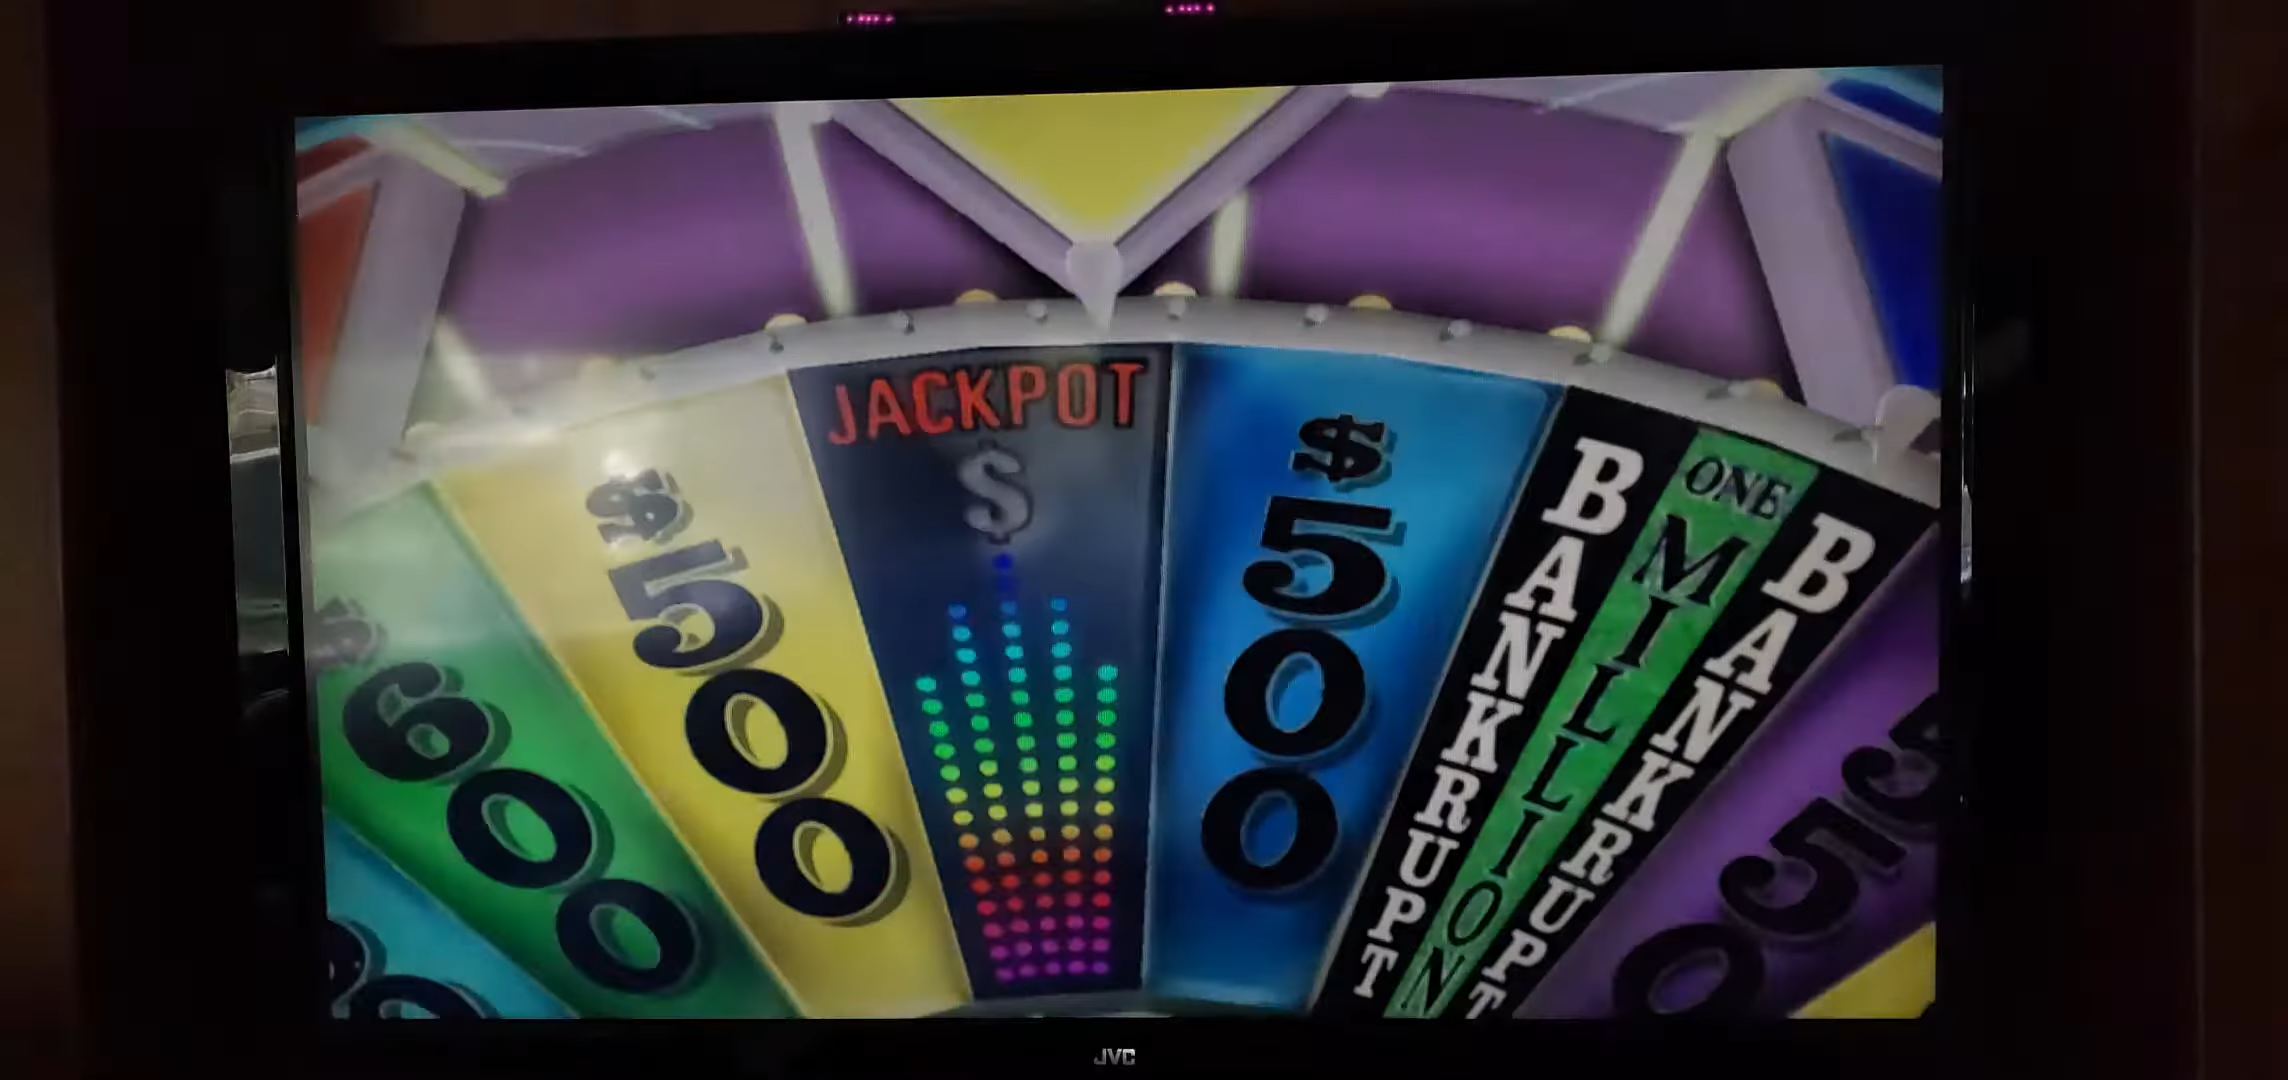 $600
$500
JACKPOT
$
$500
BANKRUPT
ONE MILLION
BANKRUPT
JVC